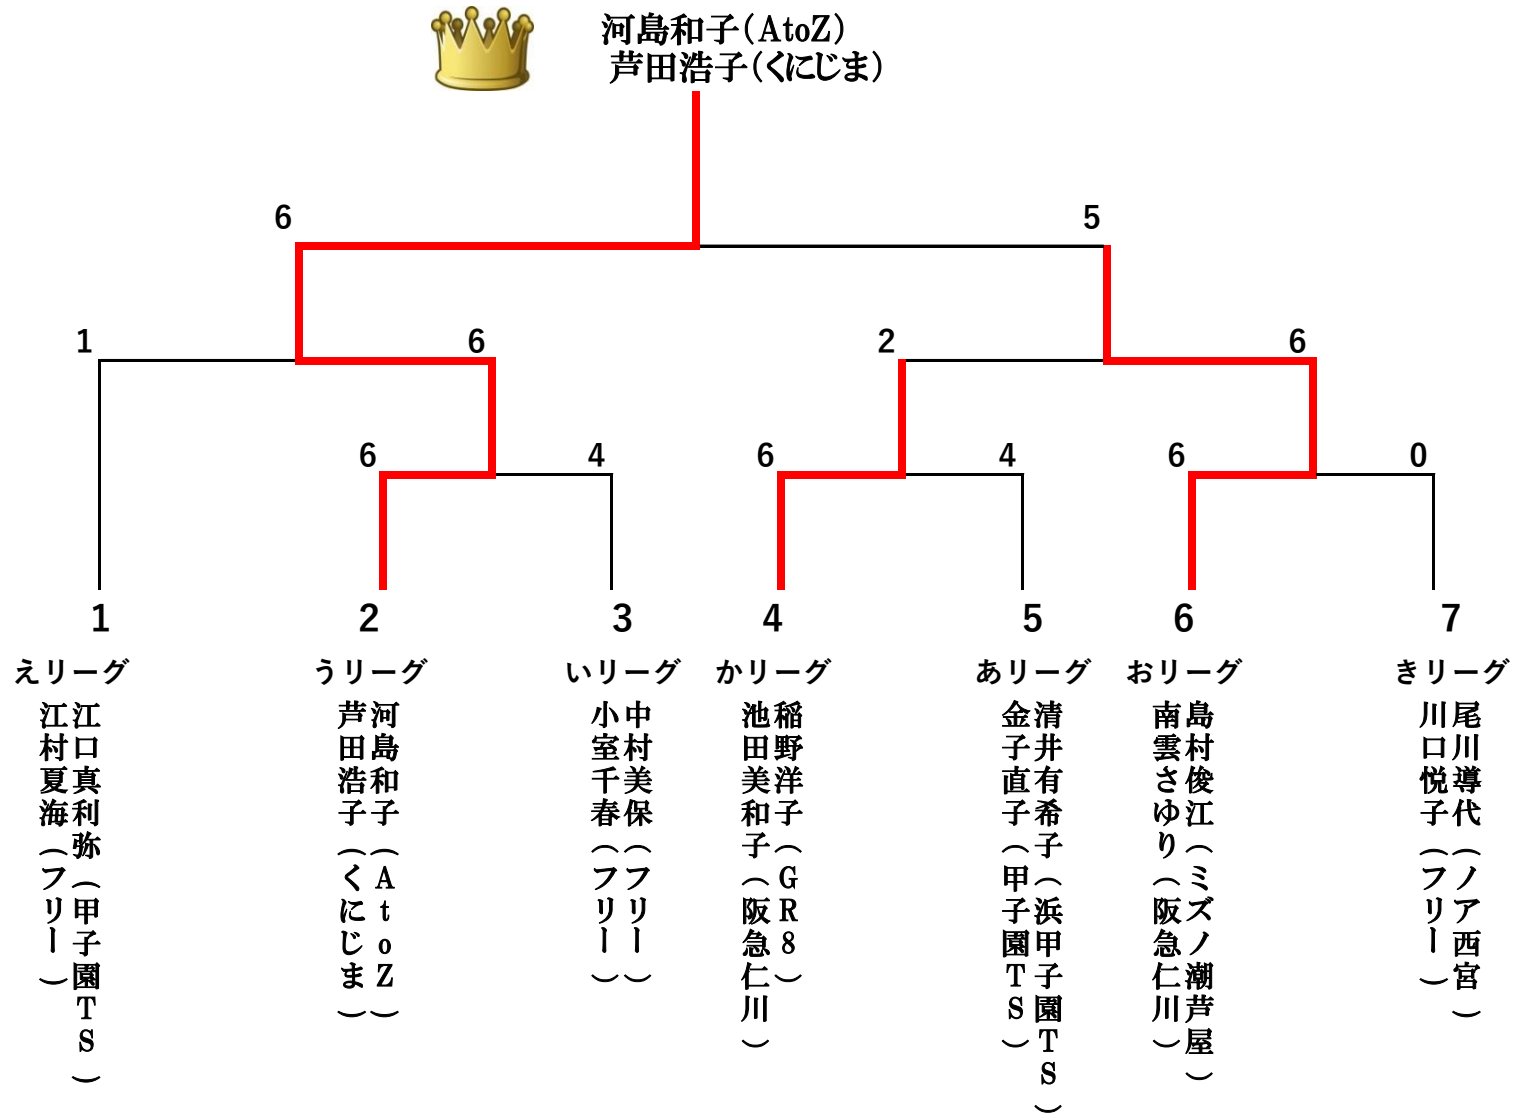 河島和子(AtoZ)
芦田浩子(くにじま)
6
5
1
6
2
6
6
4
6
4
6
0
1
2
3
4
5
6
7
えリーグ
うリーグ
いリーグ
かリーグ
あリーグ
おリーグ
きリーグ
江口真利弥(甲子園TS)
江村夏海(フリー)
河島和子(AtoZ)
芦田浩子(くにじま)
中村美保(フリー)
小室千春(フリー)
稲野洋子(GR8)
池田美和子(阪急仁川)
清井有希子(浜甲子園TS)
金子直子(甲子園TS)
島村俊江(ミズノ潮芦屋)
南雲さゆり(阪急仁川)
尾川導代(ノア西宮)
川口悦子(フリー)